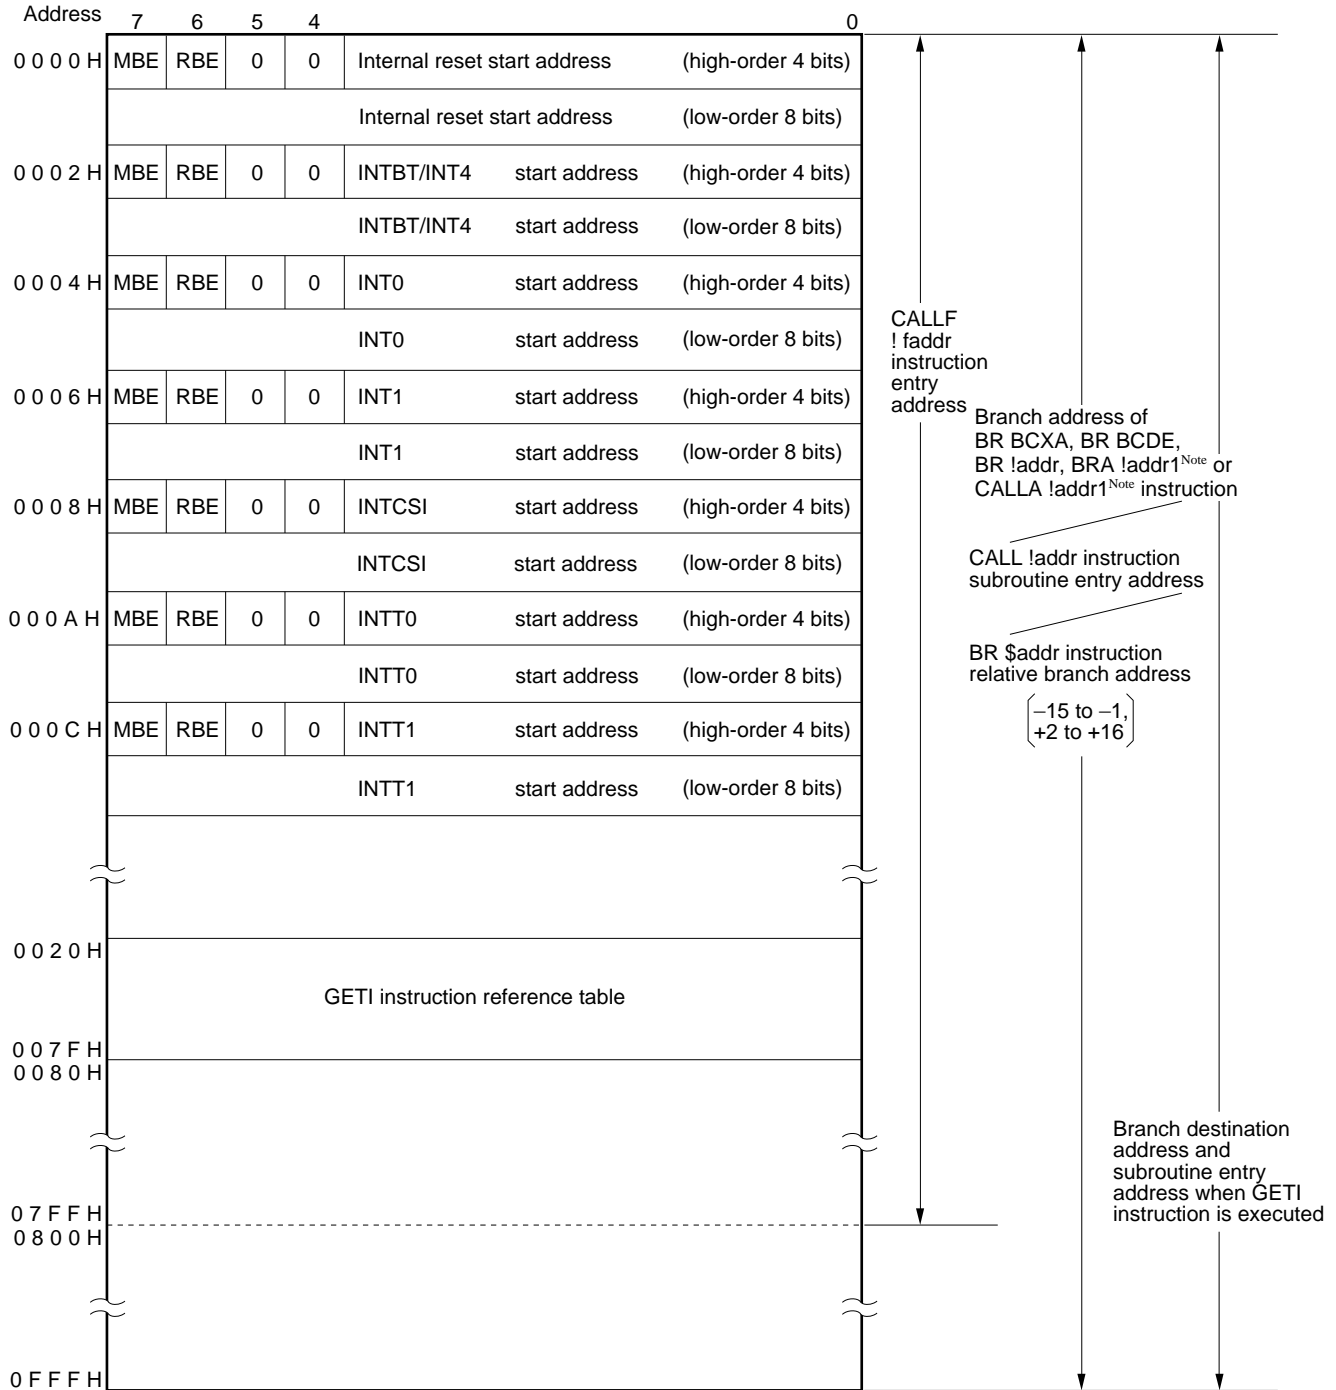 Address 7 6 5 4 0
0000H MBE RBE 0 0 Internal reset start address (high-order 4 bits)
Internal reset start address (low-order 8 bits)
0002H MBE RBE 0 0 INTBT/INT4 start address (high-order 4 bits)
INTBT/INT4 start address (low-order 8 bits)
0004H MBE RBE 0 0 INT0 start address (high-order 4 bits)
INT0 start address (low-order 8 bits)
0006H MBE RBE 0 0 INT1 start address (high-order 4 bits)
INT1 start address (low-order 8 bits)
0008H MBE RBE 0 0 INTCSI start address (high-order 4 bits)
INTCSI start address (low-order 8 bits)
000AH MBE RBE 0 0 INTT0 start address (high-order 4 bits)
INTT0 start address (low-order 8 bits)
000CH MBE RBE 0 0 INTT1 start address (high-order 4 bits)
INTT1 start address (low-order 8 bits)
0020H
GETI instruction reference table
007FH
0080H
07FFH
0800H
0FFFH
CALLF
! faddr
instruction
entry
address
Branch address of
BR BCXA, BR BCDE,
BR !addr, BRA !addr1Note or
CALLA !addr1Note instruction
CALL !addr instruction
subroutine entry address
BR $addr instruction
relative branch address
–15 to –1,
+2 to +16
Branch destination
address and
subroutine entry
address when GETI
instruction is executed